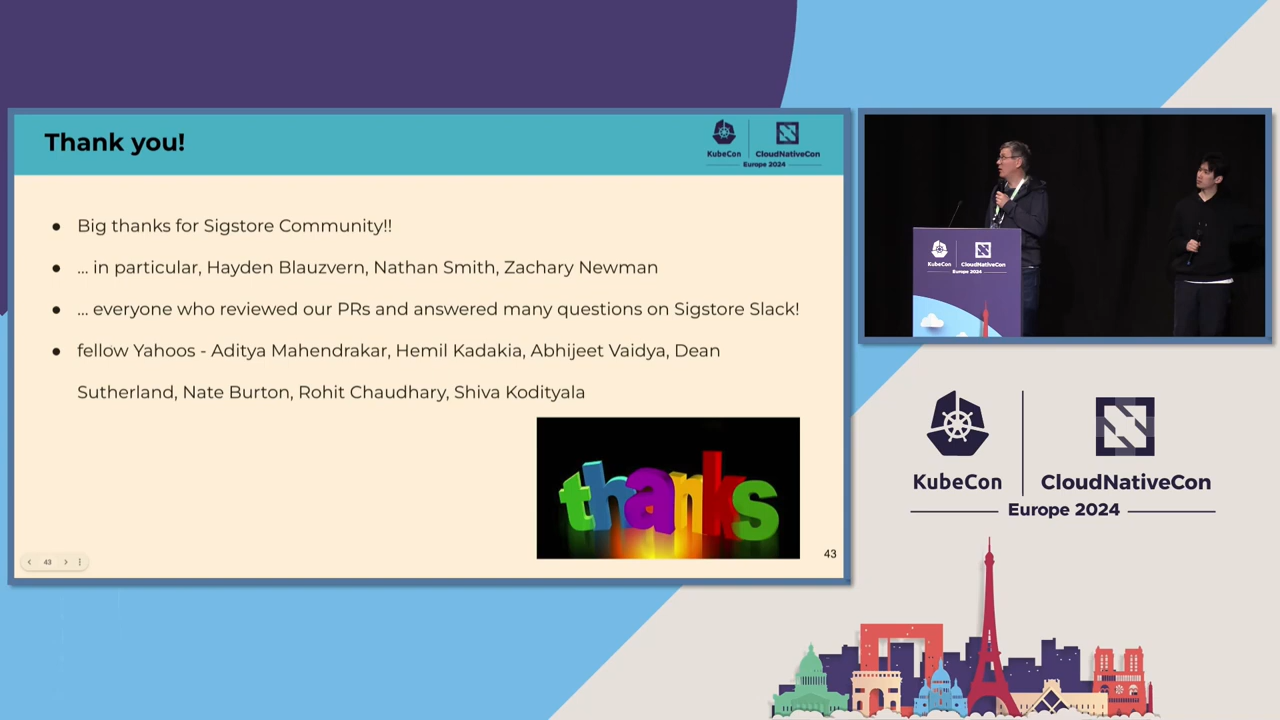 Thank you!
KubeCon
CloudNativeCon
Europe 2024
● Big thanks for Sigstore Community!!
● ... in particular, Hayden Blauzvern, Nathan Smith, Zachary Newman
● ... everyone who reviewed our PRs and answered many questions on Sigstore Slack!
● fellow Yahoos - Aditya Mahendrakar, Hemil Kadakia, Abhijeet Vaidya, Dean
Sutherland, Nate Burton, Rohit Chaudhary, Shiva Kodityala
thanks
43
43
KubeCon
CloudNativeCon
Europe 2024
KubeCon
CloudNativeCon
Europe 2024